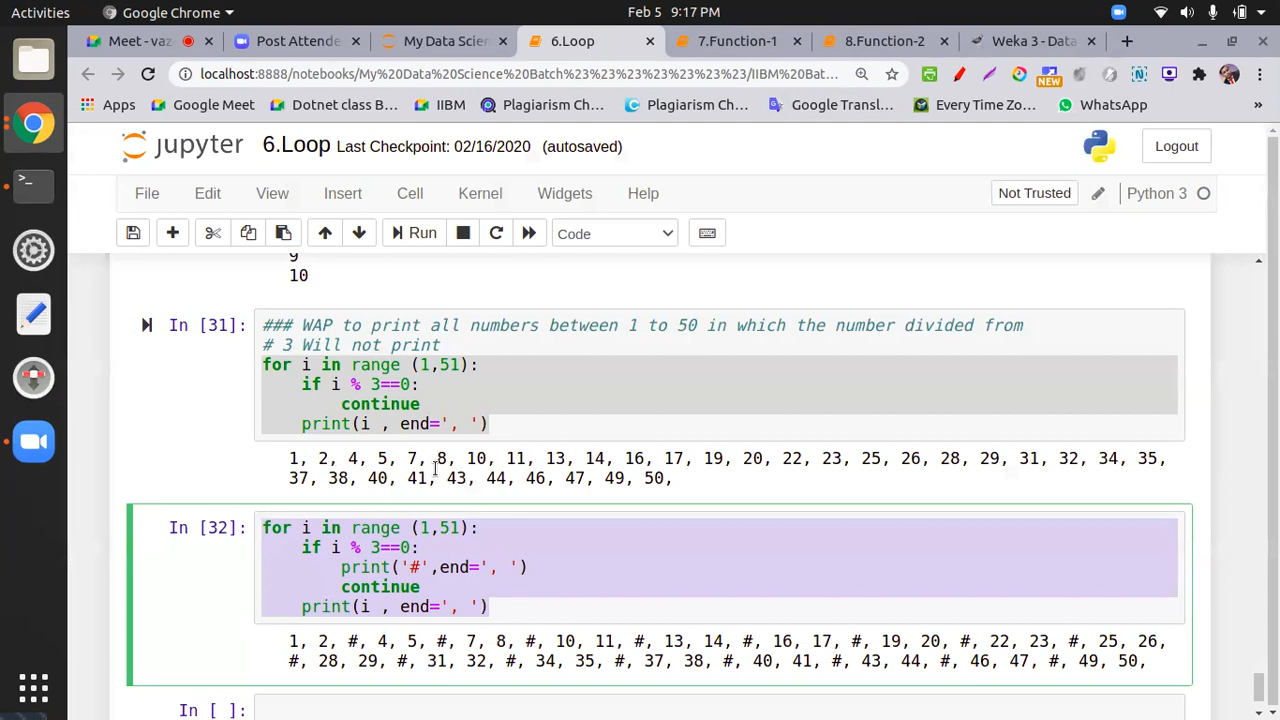 Activities
Google Chrome
Feb 5 9:17 PM
Meet - vaz-
Post Attende
My Data Scien
6.Loop
7.Function-1
8.Function-2
Weka 3 - Data
localhost:8888/notebooks/My%20Data%20Science%20Batch%23%23%23%23%23%23/IIBM%20Bat...
NEW
Apps
Google Meet
Dotnet class B...
IIBM
Plagiarism Ch...
Plagiarism Ch...
Google Transl...
Every Time Zo...
WhatsApp
»
jupyter
6.Loop
Last Checkpoint: 02/16/2020 (autosaved)
Logout
File
Edit
View
Insert
Cell
Kernel
Widgets
Help
Not Trusted
Python 3
Run
Code
9
10
In [31]:
### WAP to print all numbers between 1 to 50 in which the number divided from
# 3 Will not print
for i in range (1,51):
if i % 3==0:
continue
print(i , end=', ')
1, 2, 4, 5, 7, 8, 10, 11, 13, 14, 16, 17, 19, 20, 22, 23, 25, 26, 28, 29, 31, 32, 34, 35,
37, 38, 40, 41, 43, 44, 46, 47, 49, 50,
In [32]:
for i in range (1,51):
if i % 3==0:
print('#',end=', ')
continue
print(i , end=', ')
1, 2, #, 4, 5, #, 7, 8, #, 10, 11, #, 13, 14, #, 16, 17, #, 19, 20, #, 22, 23, #, 25, 26,
#, 28, 29, #, 31, 32, #, 34, 35, #, 37, 38, #, 40, 41, #, 43, 44, #, 46, 47, #, 49, 50,
In [ ]: